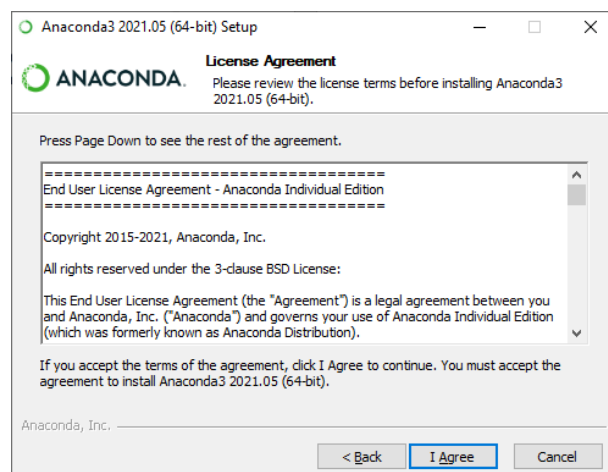 Anaconda3 2021.05 (64-bit) Setup
ANACONDA.
License Agreement
Please review the license terms before installing Anaconda3
2021.05 (64-bit).
Press Page Down to see the rest of the agreement.
===================================
End User License Agreement - Anaconda Individual Edition
===================================
Copyright 2015-2021, Anaconda, Inc.
All rights reserved under the 3-clause BSD License:
This End User License Agreement (the "Agreement") is a legal agreement between you
and Anaconda, Inc. ("Anaconda") and governs your use of Anaconda Individual Edition
(which was formerly known as Anaconda Distribution).
If you accept the terms of the agreement, click I Agree to continue. You must accept the
agreement to install Anaconda3 2021.05 (64-bit).
Anaconda, Inc.
< Back
I Agree
Cancel